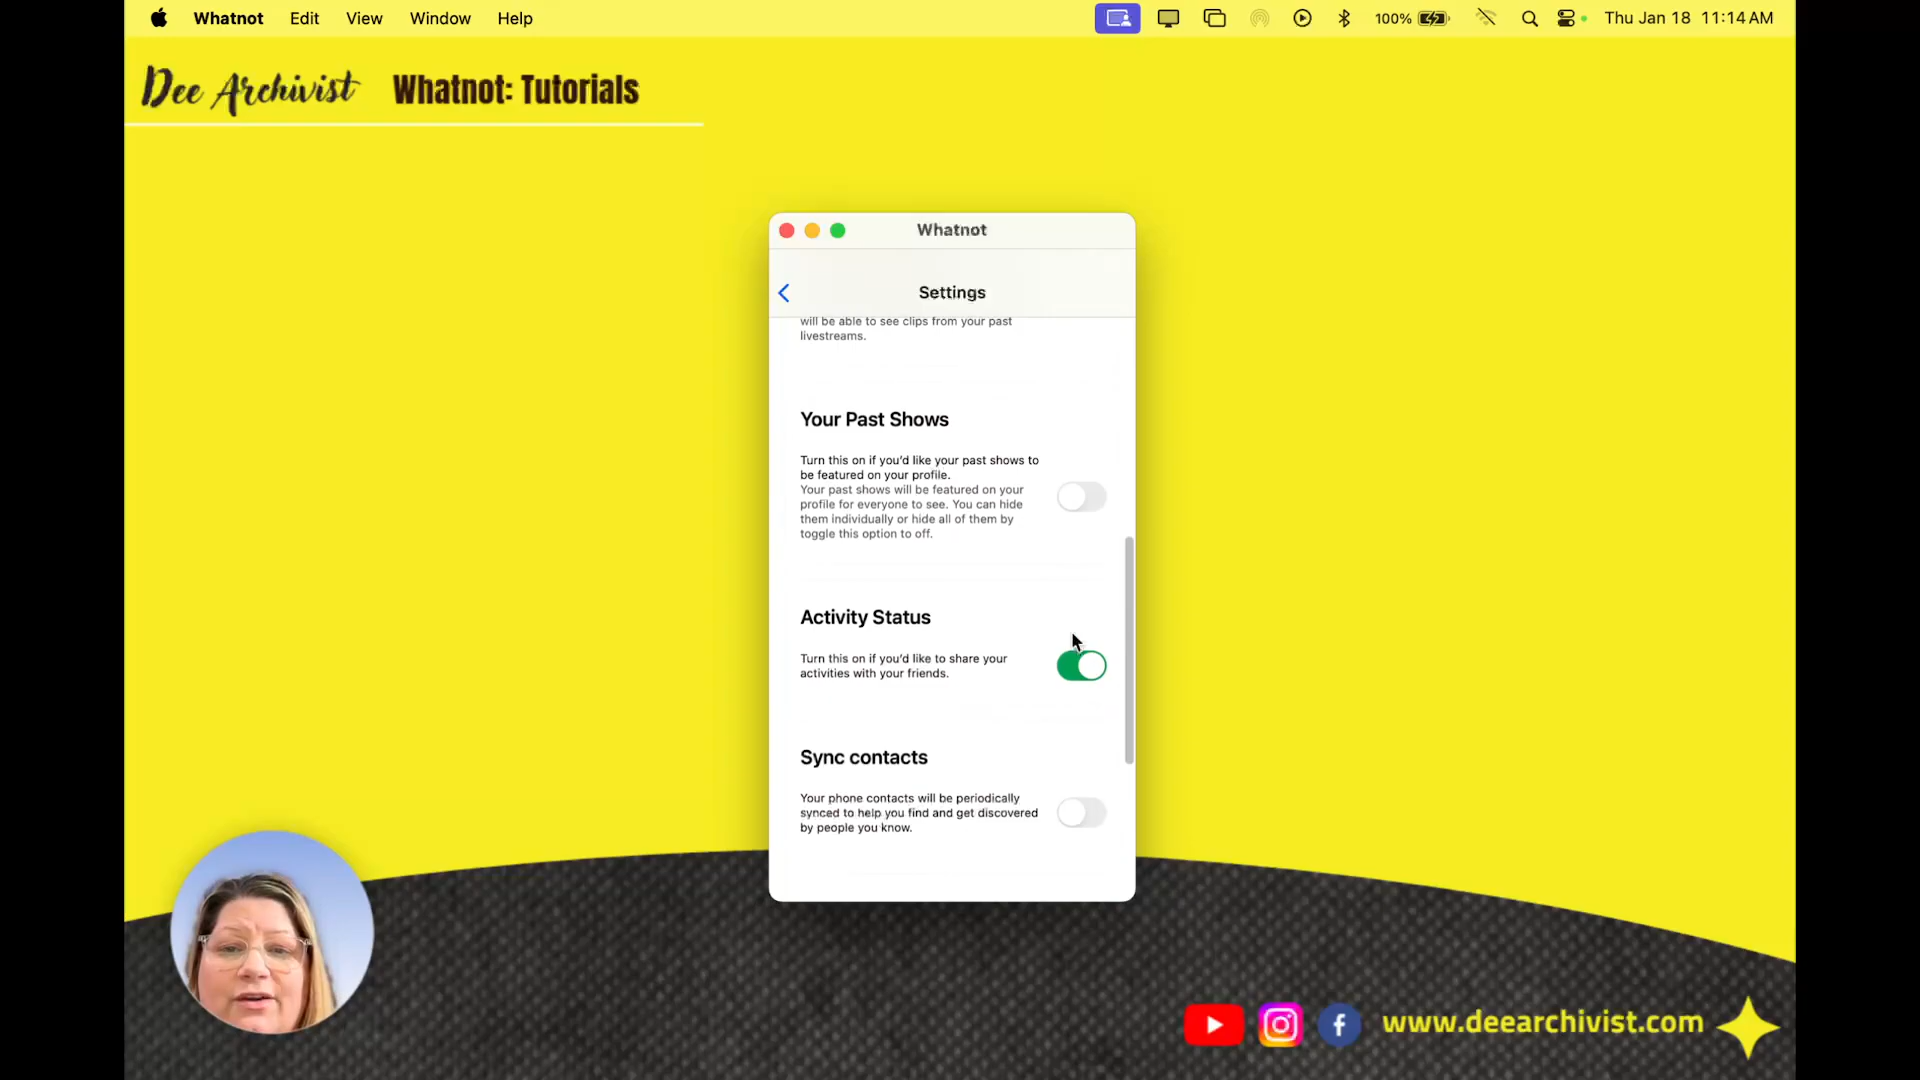 Whatnot Edit View Window Help 100% Thu Jan 18 11:14 AM
Dee Archivist Whatnot: Tutorials
Whatnot
Settings
will be able to see clips from your past
livestreams.
Your Past Shows
Turn this on if you'd like your past shows to
be featured on your profile.
Your past shows will be featured on your
profile for everyone to see. You can hide
them individually or hide all of them by
toggle this option to off.
Activity Status
Turn this on if you'd like to share your
activities with your friends.
Sync contacts
Your phone contacts will be periodically
synced to help you find and get discovered
by people you know.
www.deearchivist.com